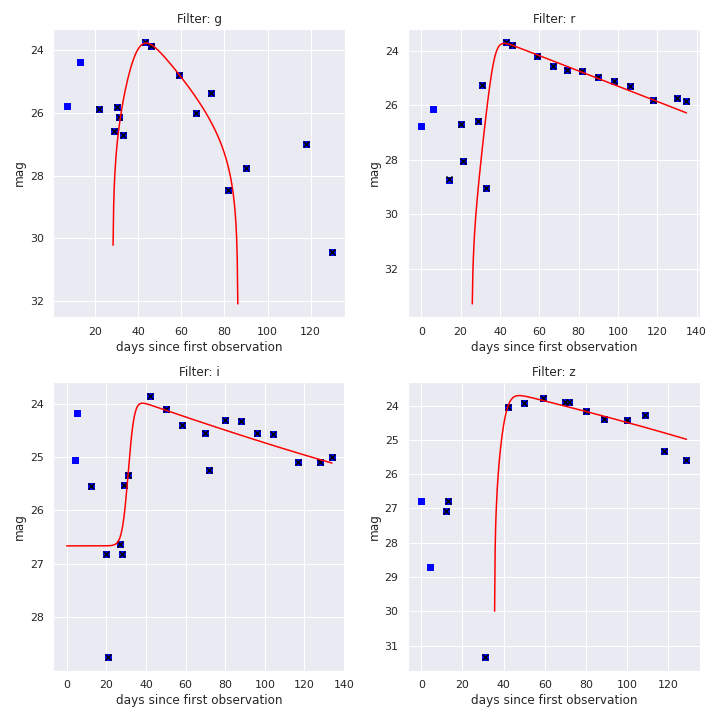 Filter: g
24
26
28
30
32
mag
20 40 60 80 100 120
days since first observation
Filter: r
24
26
28
30
32
mag
0 20 40 60 80 100 120 140
days since first observation
Filter: i
24
25
26
27
28
mag
0 20 40 60 80 100 120 140
days since first observation
Filter: z
24
25
26
27
28
29
30
31
mag
0 20 40 60 80 100 120
days since first observation